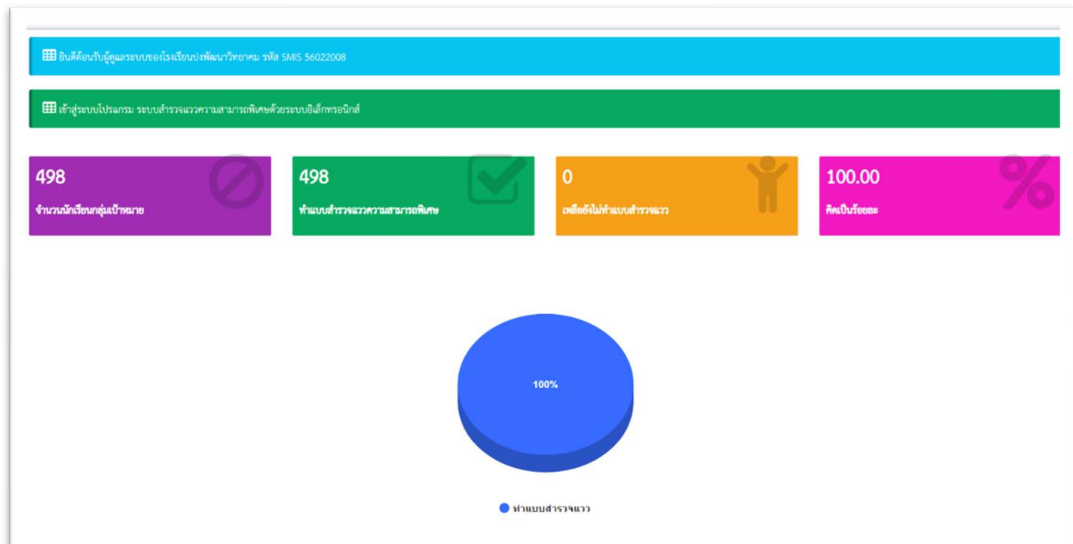 ยินดีต้อนรับผู้ดูแลระบบของโรงเรียนปงพัฒนาวิทยาคม รหัส SMIS 56022008
เข้าสู่ระบบโปรแกรม ระบบสำรวจแววความสามารถพิเศษด้วยระบบอิเล็กทรอนิกส์
498
จำนวนนักเรียนกลุ่มเป้าหมาย
498
ทำแบบสำรวจแววความสามารถพิเศษ
0
เหลือยังไม่ทำแบบสำรวจแวว
100.00
คิดเป็นร้อยละ
100%
ทำแบบสำรวจแวว